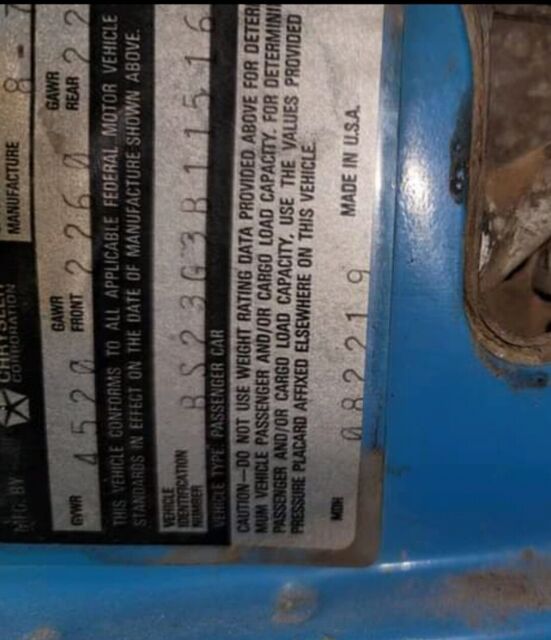 MFG. BY
CHRYSLER
CORPORATION
MANUFACTURE
8-7
GVWR
4520
GAWR
FRONT
2260
GAWR
REAR
22
THIS VEHICLE CONFORMS TO ALL APPLICABLE FEDERAL MOTOR VEHICLE
STANDARDS IN EFFECT ON THE DATE OF MANUFACTURE SHOWN ABOVE.
VEHICLE
IDENTIFICATION
NUMBER
BS23G3B11516
VEHICLE TYPE: PASSENGER CAR
CAUTION—DO NOT USE WEIGHT RATING DATA PROVIDED ABOVE FOR DETER
MUM VEHICLE PASSENGER AND/OR CARGO LOAD CAPACITY. FOR DETERMINI
PASSENGER AND/OR CARGO LOAD CAPACITY, USE THE VALUES PROVIDED
PRESSURE PLACARD AFFIXED ELSEWHERE ON THIS VEHICLE.
MDH
082219
MADE IN U.S.A.